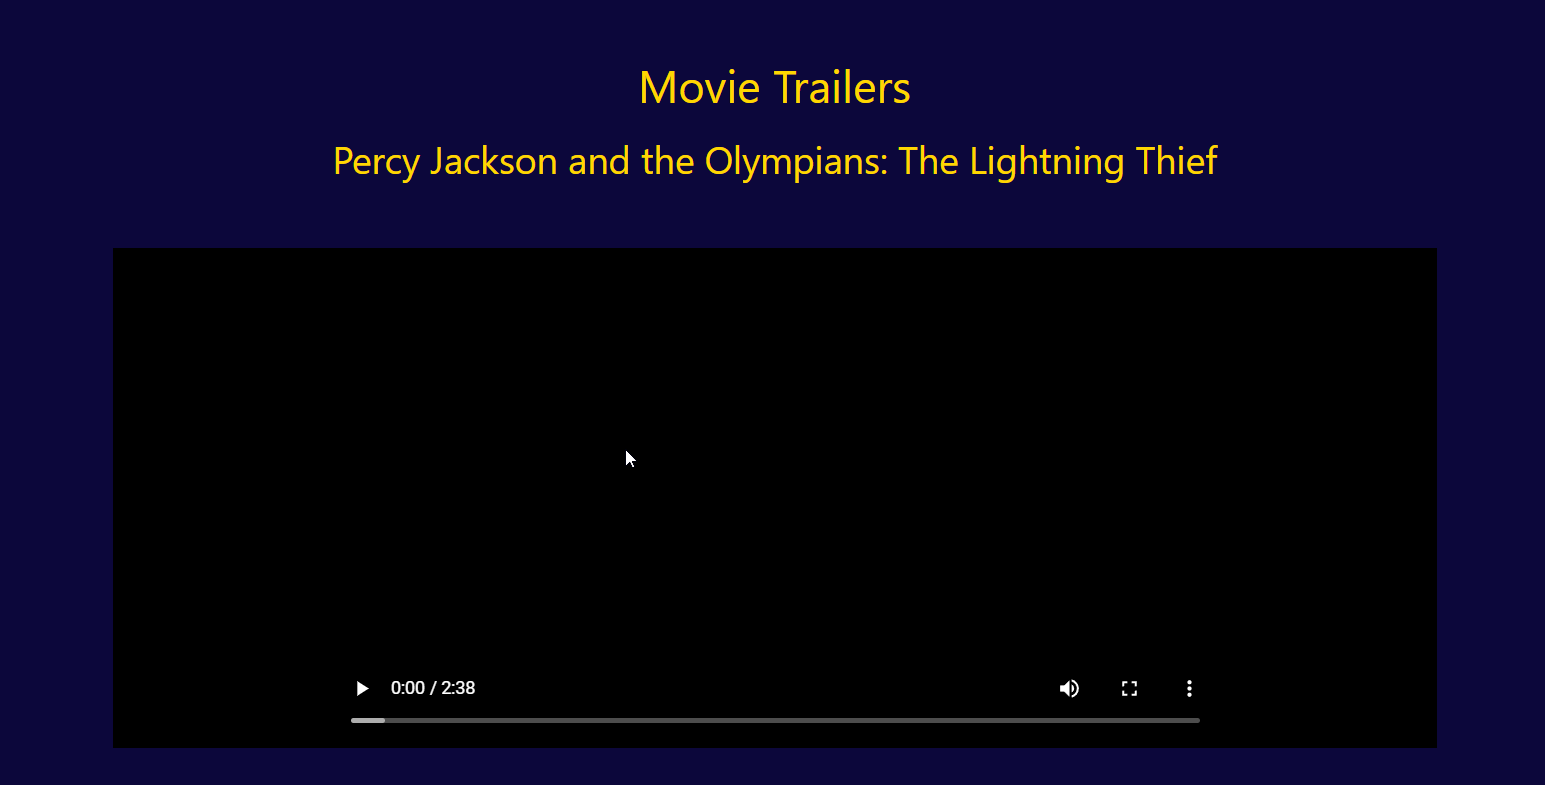 Movie Trailers
Percy Jackson and the Olympians: The Lightning Thief
0:00 / 2:38